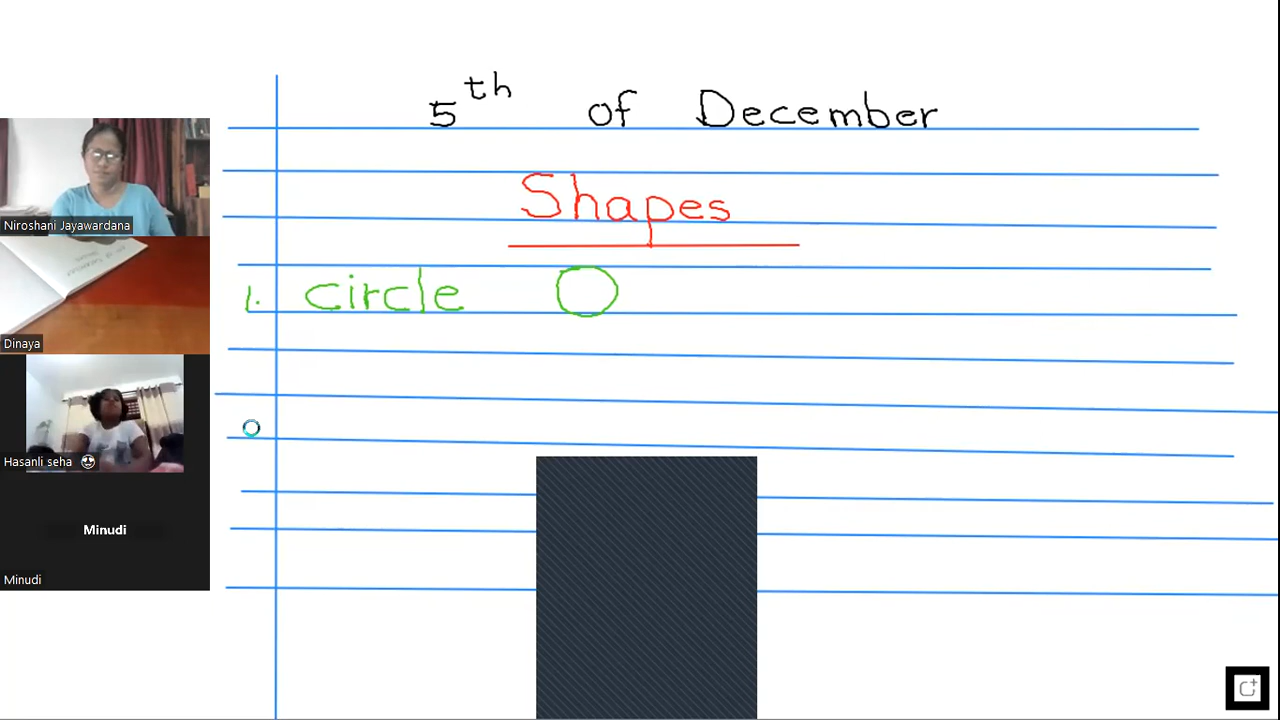 5th of December
Shapes
1. circle
Niroshani Jayawardana
Dinaya
Hasanli seha
Minudi
Minudi